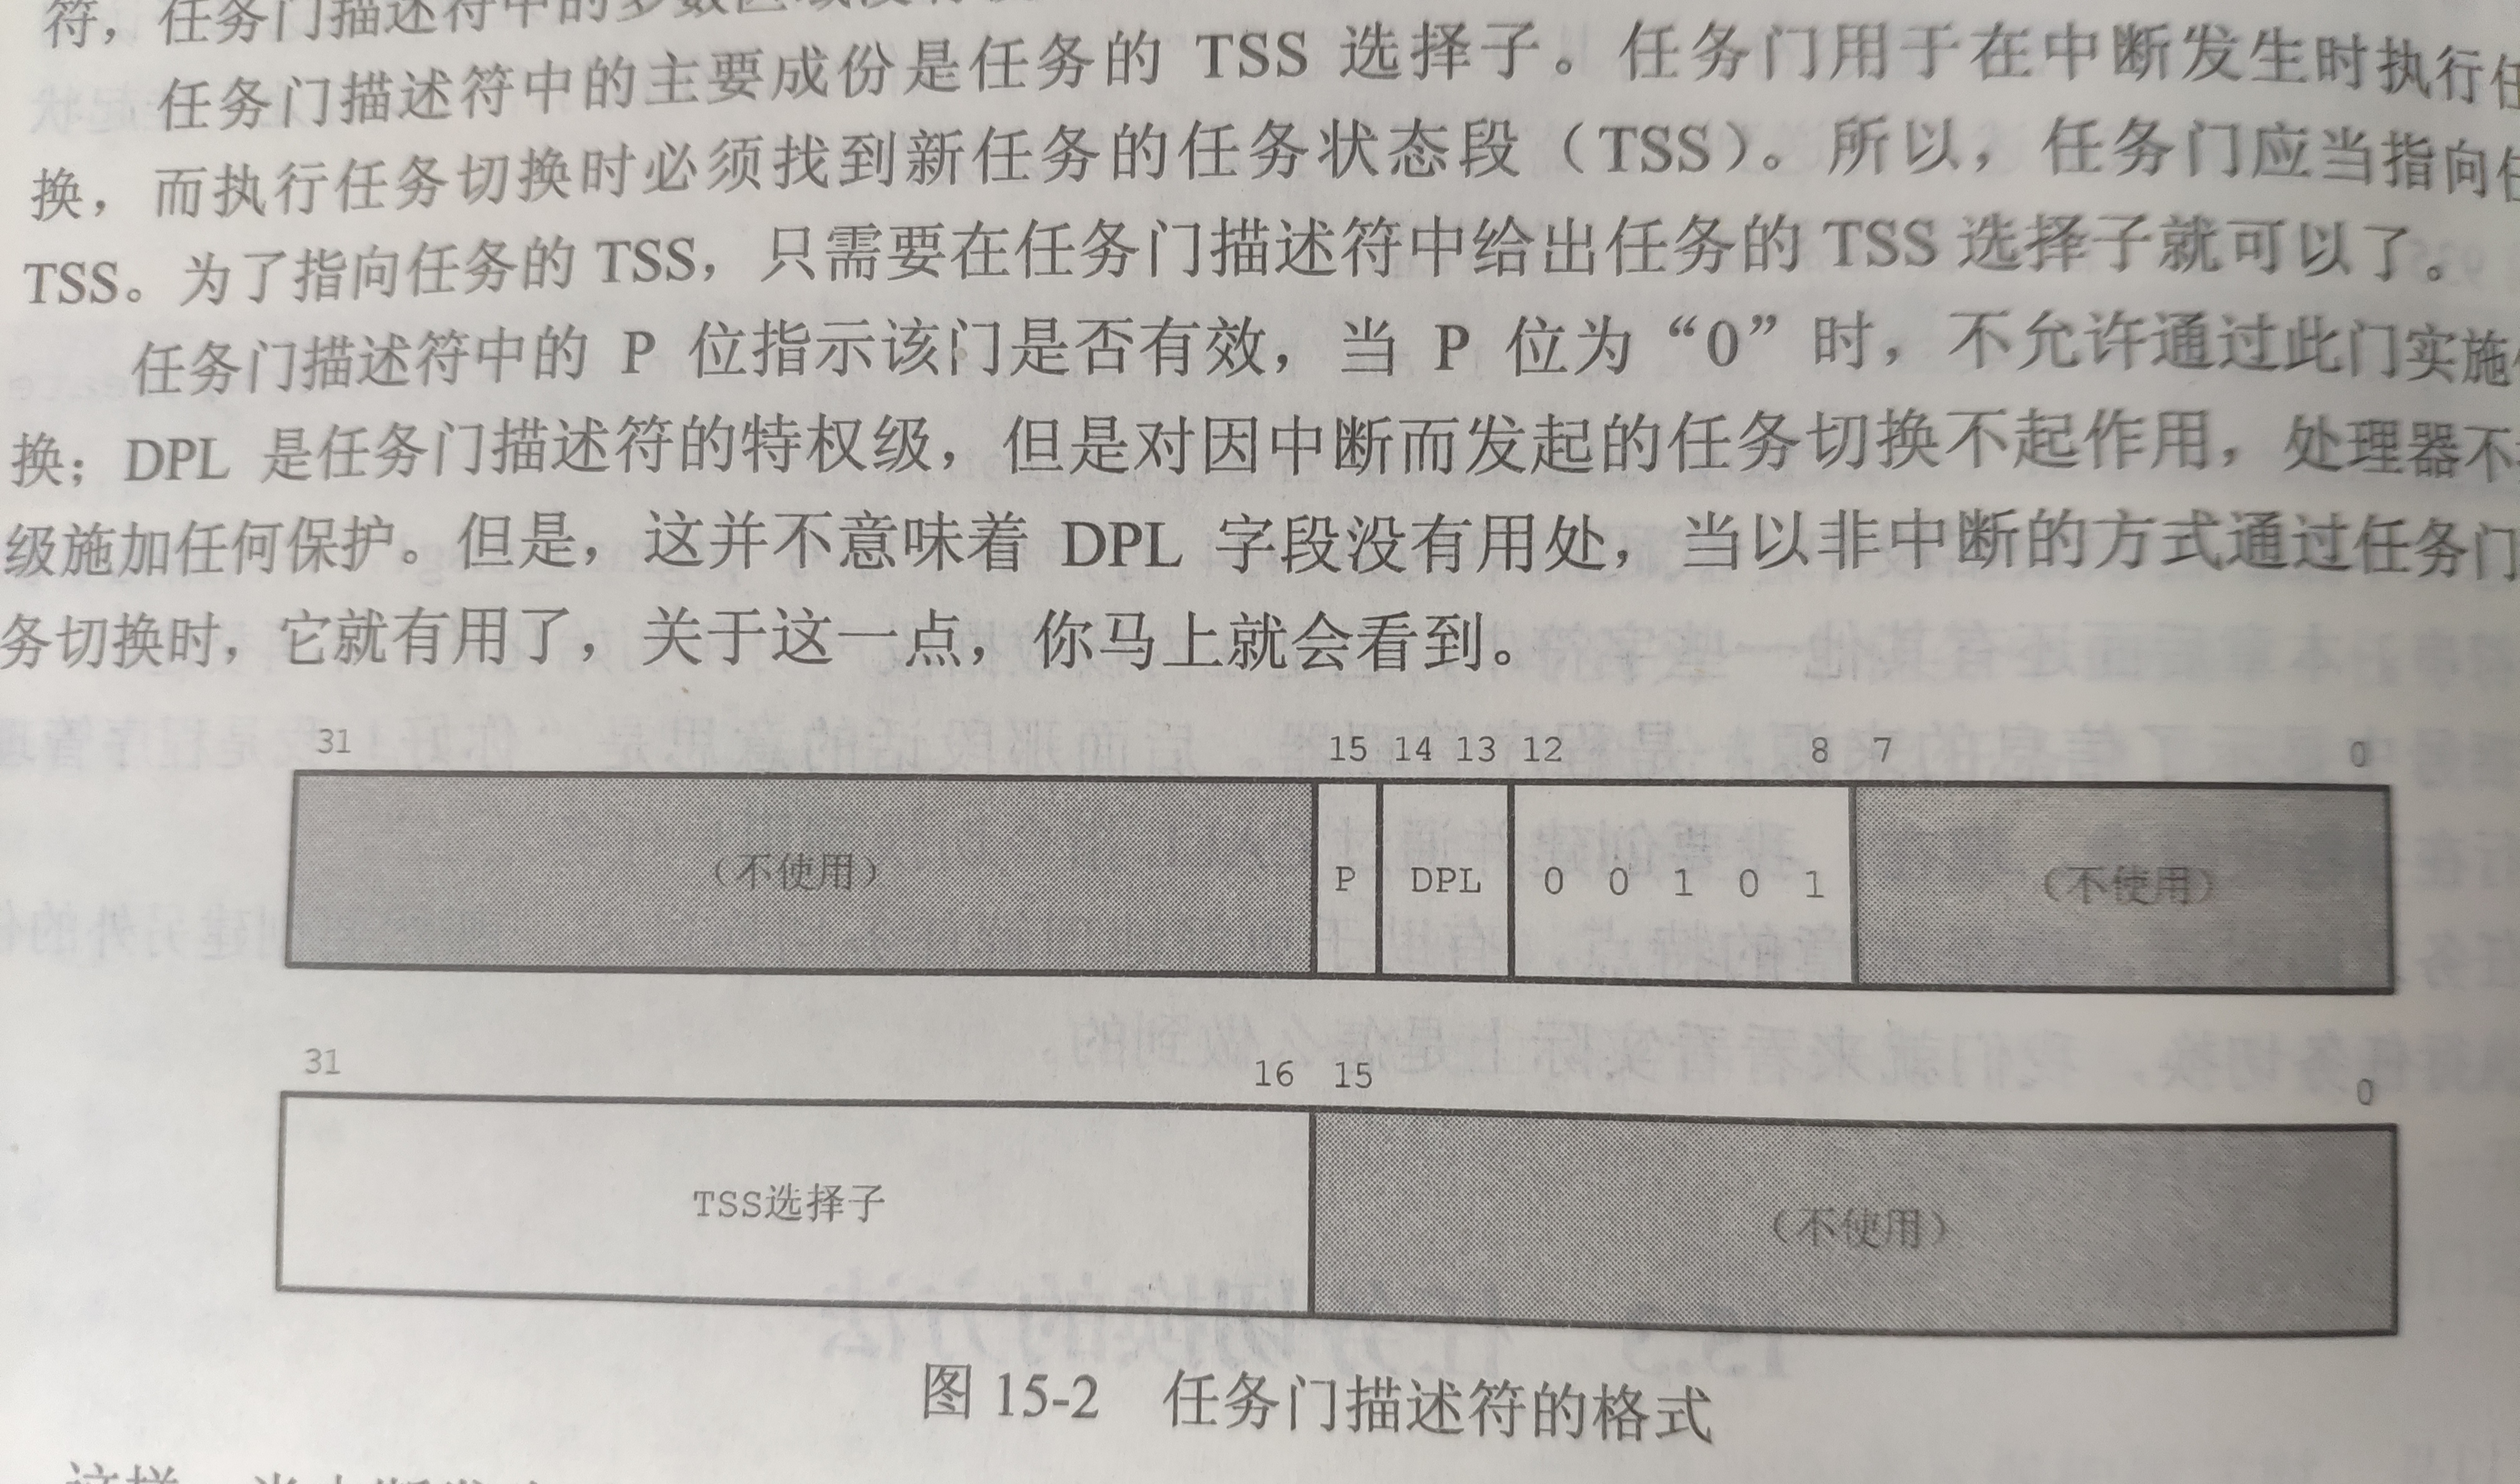 符，任务门描述符中的多数区域没有
任务门描述符中的主要成份是任务的 TSS 选择子。任务门用于在中断发生时执行任
换，而执行任务切换时必须找到新任务的任务状态段（TSS）。所以，任务门应当指向任
TSS。为了指向任务的 TSS，只需要在任务门描述符中给出任务的 TSS 选择子就可以了。
任务门描述符中的 P 位指示该门是否有效，当 P 位为“0”时，不允许通过此门实施
换；DPL 是任务门描述符的特权级，但是对因中断而发起的任务切换不起作用，处理器不
级施加任何保护。但是，这并不意味着 DPL 字段没有用处，当以非中断的方式通过任务门
务切换时，它就有用了，关于这一点，你马上就会看到。
31 15 14 13 12 8 7 0
（不使用） P DPL 0 0 1 0 1 （不使用）
31 16 15 0
TSS选择子 （不使用）
图 15-2 任务门描述符的格式